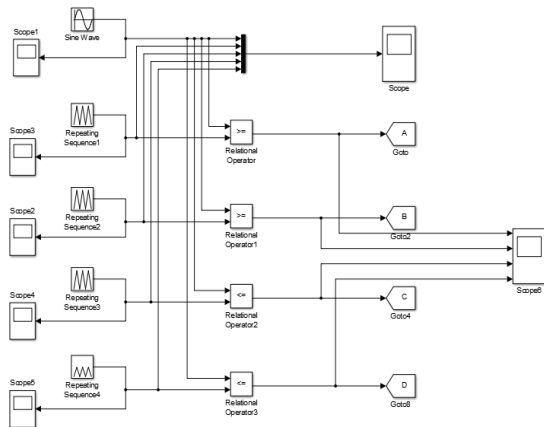 Scope1
Sine Wave
Scope
Scope3
Repeating
Sequence1
>=
Relational
Operator
A
Goto
Scope2
Repeating
Sequence2
>=
Relational
Operator1
B
Goto2
Scope6
Scope4
Repeating
Sequence3
<=
Relational
Operator2
C
Goto4
Scope5
Repeating
Sequence4
<=
Relational
Operator3
D
Goto8